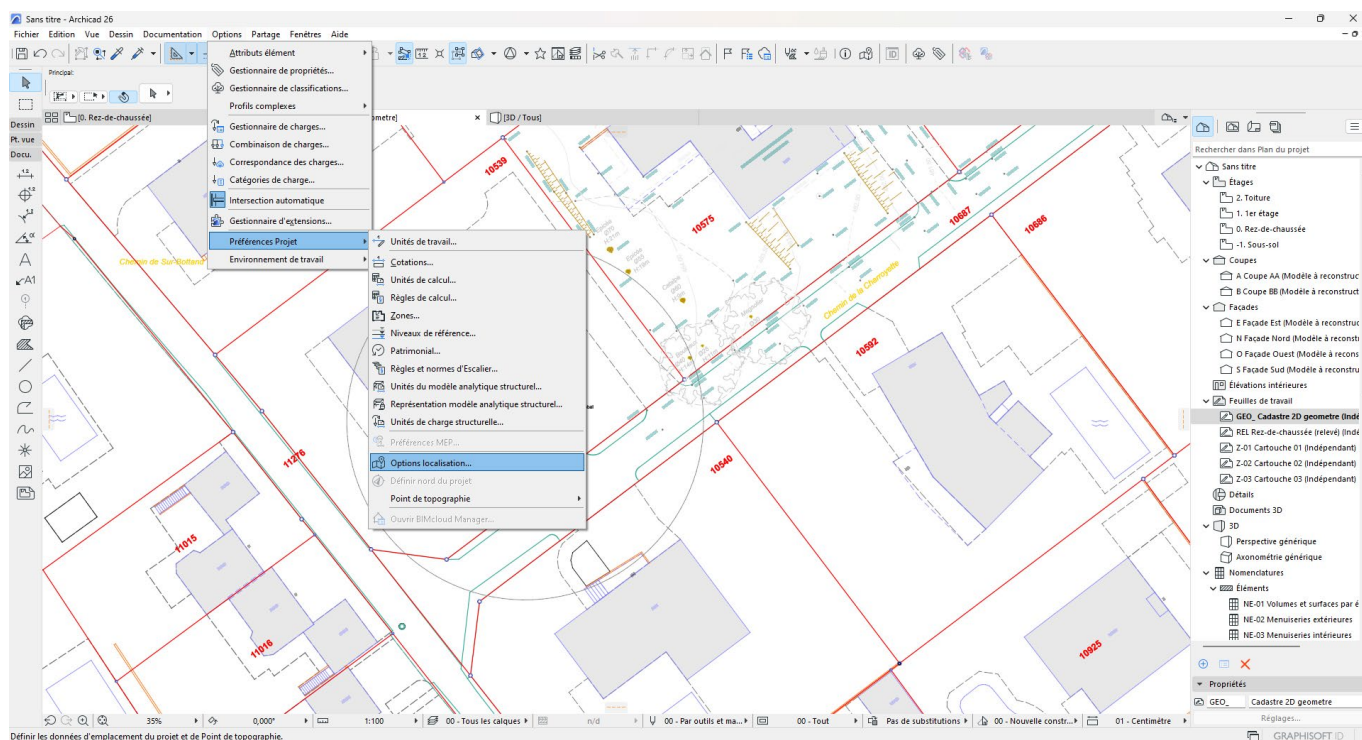 Sans titre - Archicad 26
Fichier Edition Vue Dessin Documentation Options Partage Fenêtres Aide
Principal:
[0. Rez-de-chaussée]
ometre]
[3D / Tous]
Dessin
Pt. vue
Docu.
Attributs élément
Gestionnaire de propriétés...
Gestionnaire de classifications...
Profils complexes
Gestionnaire de charges...
Combinaison de charges...
Correspondance des charges...
Catégories de charge...
Intersection automatique
Gestionnaire d'extensions...
Préférences Projet
Environnement de travail
Unités de travail...
Cotations...
Unités de calcul...
Règles de calcul...
Zones...
Niveaux de référence...
Patrimonial...
Règles et normes d'Escalier...
Unités du modèle analytique structurel...
Représentation modèle analytique structurel...
Unités de charge structurelle...
Préférences MEP...
Options localisation...
Définir nord du projet
Point de topographie
Ouvrir BIMcloud Manager...
10539
10575
10687
10686
Chemin de Sur-Rottand
Chemin de la Charroyette
10592
11276
10540
11015
11016
10925
Rechercher dans Plan du projet
Sans titre
Étages
2. Toiture
1. 1er étage
0. Rez-de-chaussée
-1. Sous-sol
Coupes
A Coupe AA (Modèle à reconstruc
B Coupe BB (Modèle à reconstruct
Façades
E Façade Est (Modèle à reconstruc
N Façade Nord (Modèle à reconstr
O Façade Ouest (Modèle à recons
S Façade Sud (Modèle à reconstru
Élévations intérieures
Feuilles de travail
GEO_ Cadastre 2D geometre (Indé
REL Rez-de-chaussée (relevé) (Indé
Z-01 Cartouche 01 (Indépendant)
Z-02 Cartouche 02 (Indépendant)
Z-03 Cartouche 03 (Indépendant)
Détails
Documents 3D
3D
Perspective générique
Axonométrie générique
Nomenclatures
Éléments
NE-01 Volumes et surfaces par é
NE-02 Menuiseries extérieures
NE-03 Menuiseries intérieures
Propriétés
GEO_ Cadastre 2D geometre
Réglages...
35% 0,000° 1:100 00 - Tous les calques n/d 00 - Par outils et ma... 00 - Tout Pas de substitutions 00 - Nouvelle constr... 01 - Centimètre
Définir les données d'emplacement du projet et de Point de topographie.
GRAPHISOFT ID